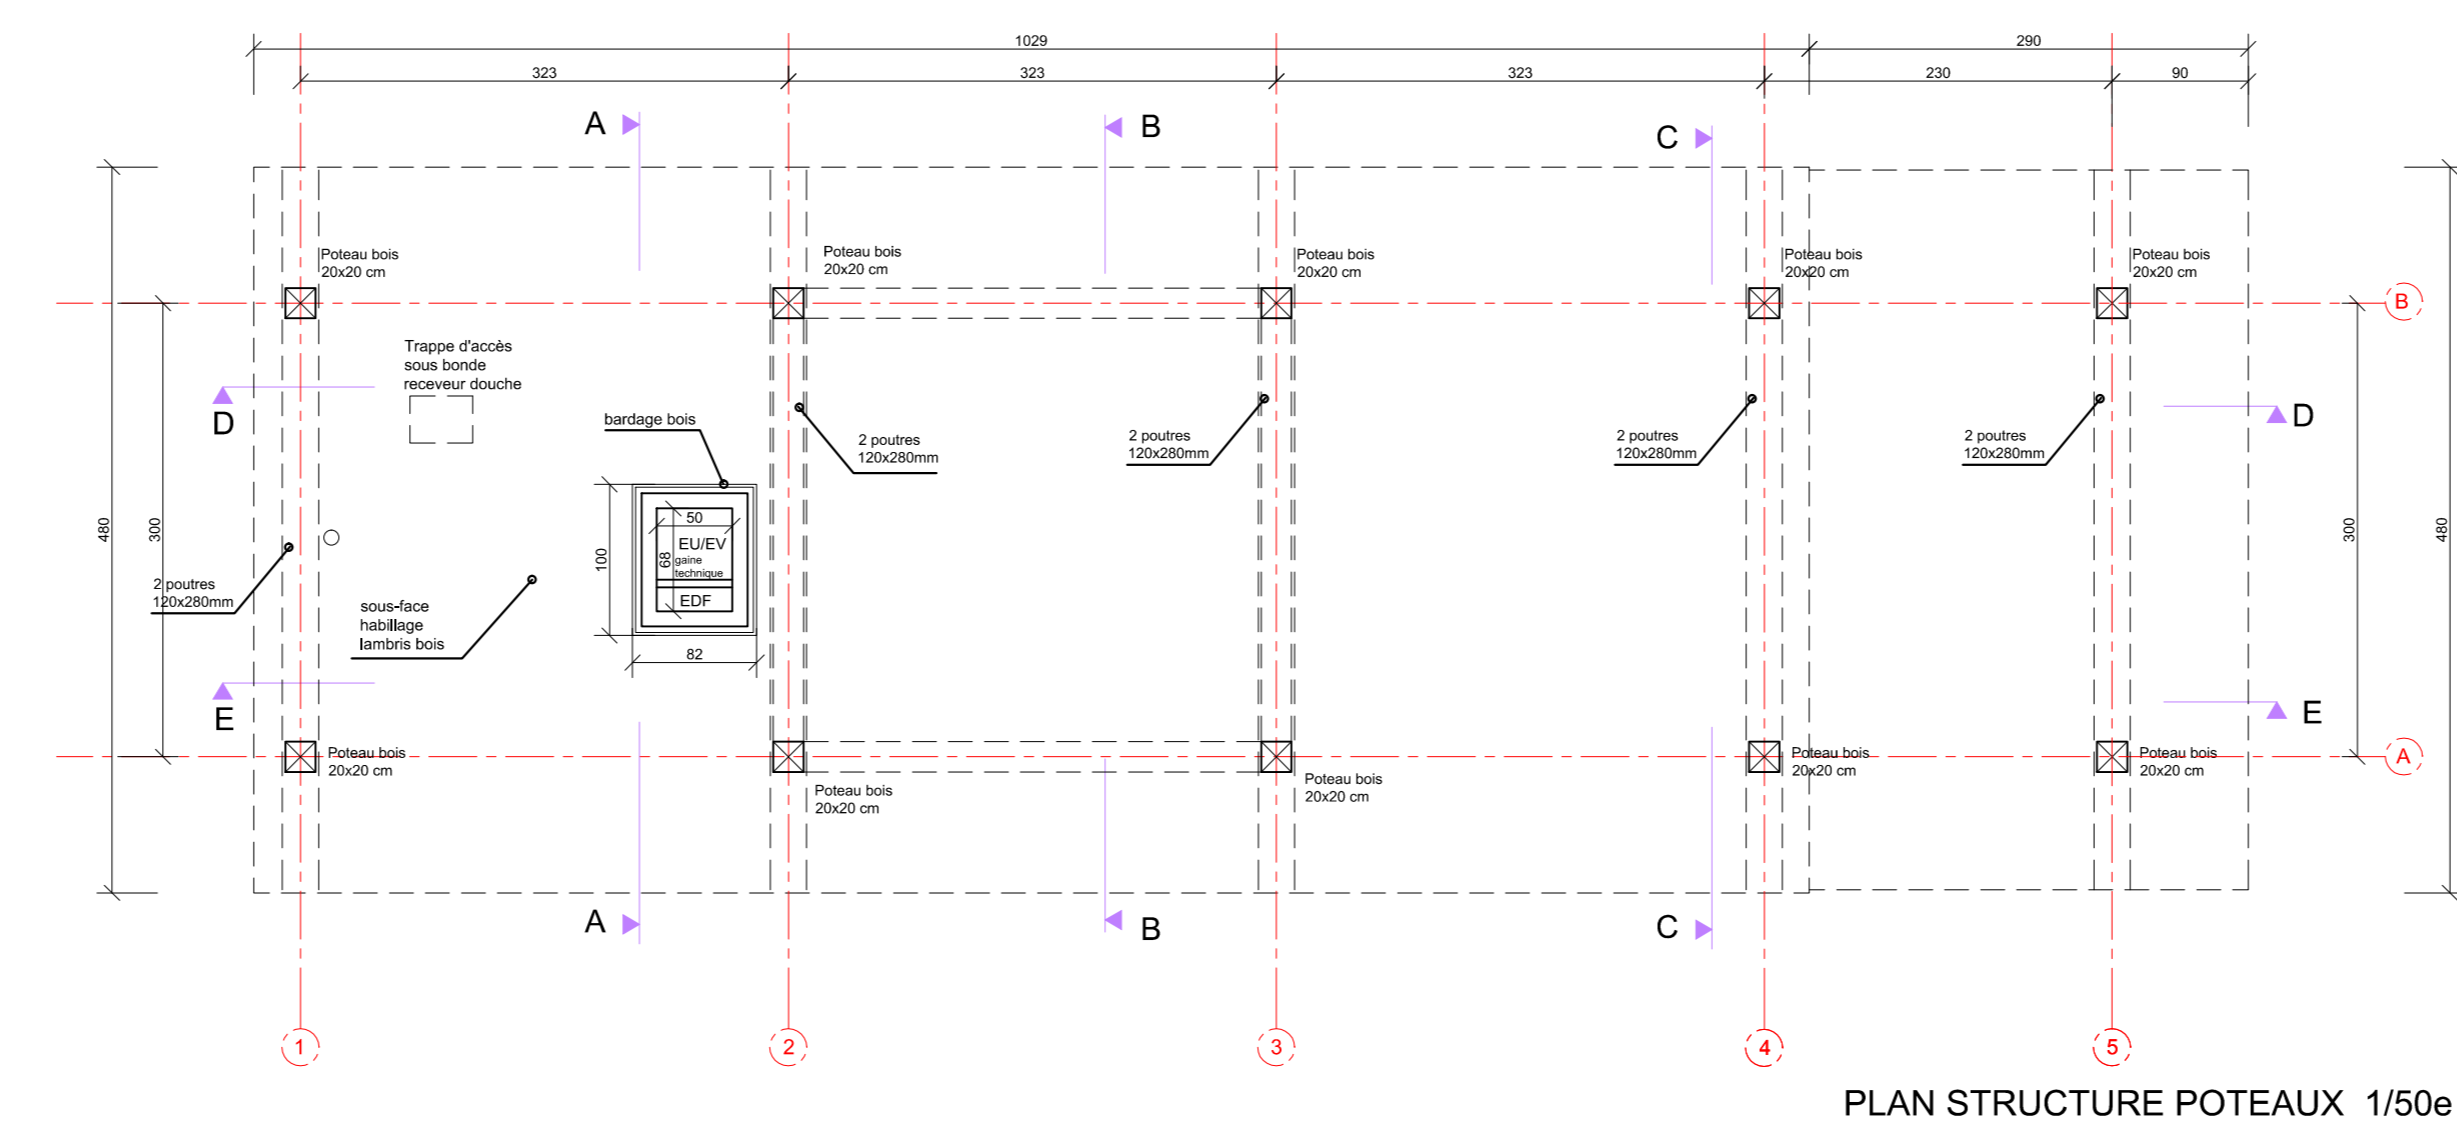 1029
290
323
323
323
230
90
A
B
C
Poteau bois
20x20 cm
Poteau bois
20x20 cm
Poteau bois
20x20 cm
Poteau bois
20x20 cm
Poteau bois
20x20 cm
B
Trappe d'accès
sous bonde
receveur douche
D
D
bardage bois
2 poutres
120x280mm
2 poutres
120x280mm
2 poutres
120x280mm
2 poutres
120x280mm
480
300
50
EU/EV
gaine
technique
68
EDF
100
82
300
480
2 poutres
120x280mm
sous-face
habillage
lambris bois
E
E
Poteau bois
20x20 cm
Poteau bois
20x20 cm
Poteau bois
20x20 cm
Poteau bois
20x20 cm
Poteau bois
20x20 cm
A
A
B
C
1
2
3
4
5
PLAN STRUCTURE POTEAUX 1/50e